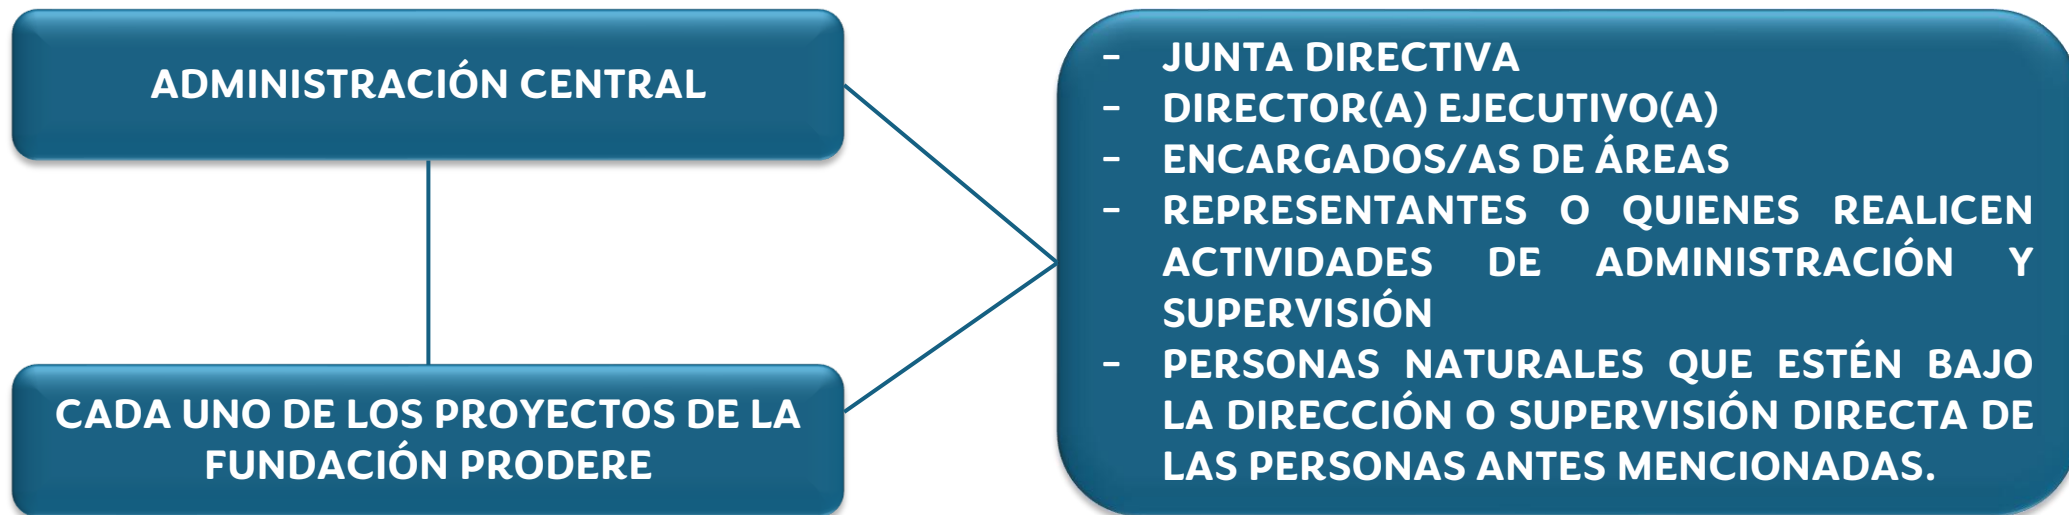 ADMINISTRACIÓN CENTRAL
CADA UNO DE LOS PROYECTOS DE LA
FUNDACIÓN PRODERE
- JUNTA DIRECTIVA
- DIRECTOR(A) EJECUTIVO(A)
- ENCARGADOS/AS DE ÁREAS
- REPRESENTANTES O QUIENES REALICEN
ACTIVIDADES DE ADMINISTRACIÓN Y
SUPERVISIÓN
- PERSONAS NATURALES QUE ESTÉN BAJO
LA DIRECCIÓN O SUPERVISIÓN DIRECTA DE
LAS PERSONAS ANTES MENCIONADAS.